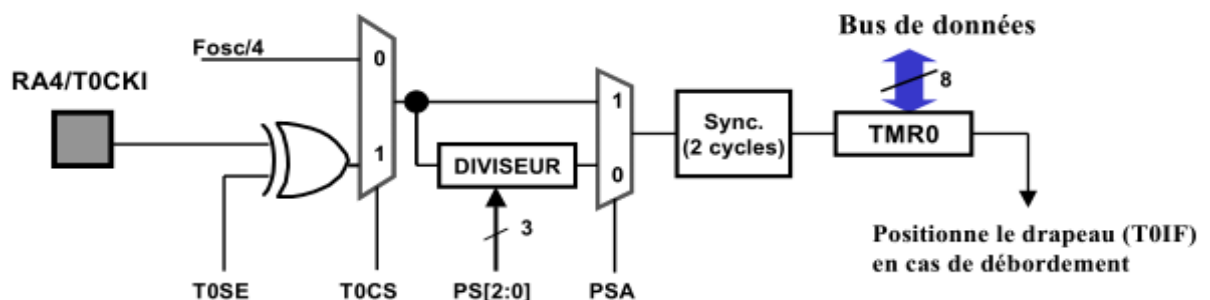 Bus de données
Fosc/4
0
RA4/T0CKI
8
1
Sync.
(2 cycles)
TMR0
1
DIVISEUR
0
3
Positionne le drapeau (T0IF)
en cas de débordement
T0SE
T0CS
PS[2:0]
PSA